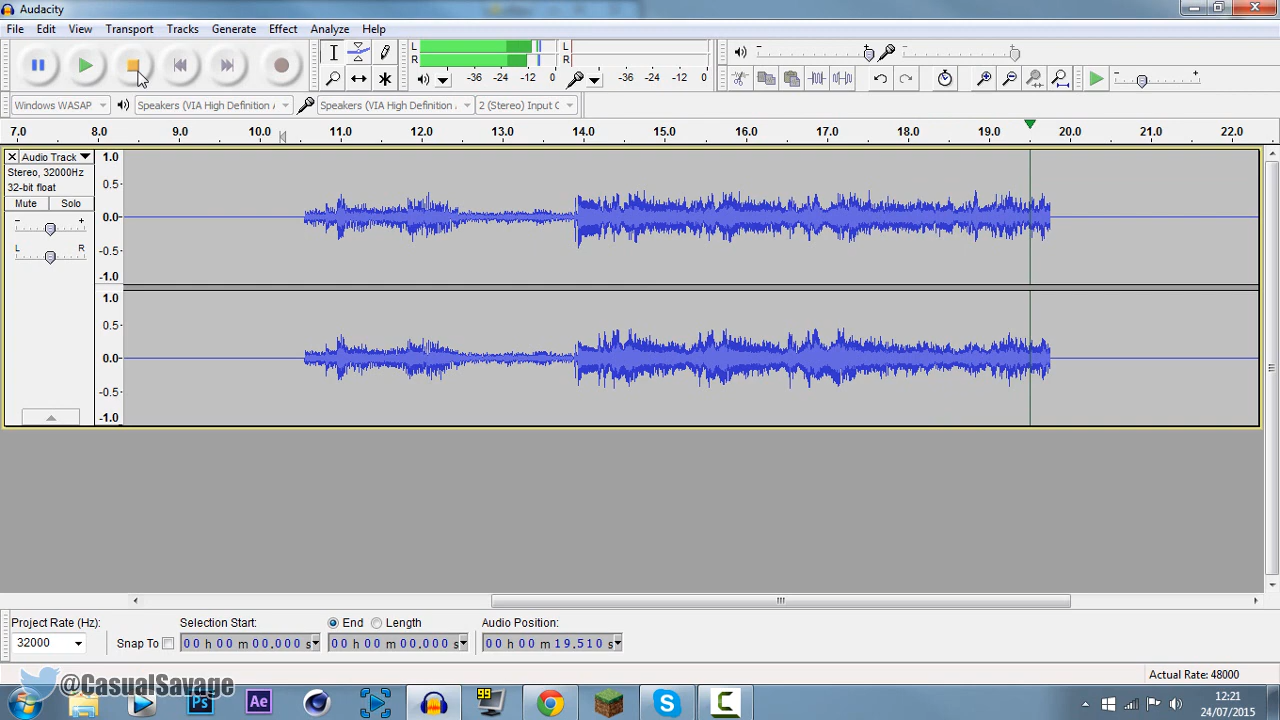 Audacity
File Edit View Transport Tracks Generate Effect Analyze Help
L R -36 -24 -12 0 L R -36 -24 -12 0
Windows WASAP Speakers (VIA High Definition A Speakers (VIA High Definition 2 (Stereo) Input C
7.0 8.0 9.0 10.0 11.0 12.0 13.0 14.0 15.0 16.0 17.0 18.0 19.0 20.0 21.0 22.0
Audio Track 1.0
Stereo, 32000Hz
32-bit float 0.5
Mute Solo
0.0
- +
L R
-0.5
-1.0
1.0
0.5
0.0
-0.5
-1.0
Project Rate (Hz): Selection Start: End Length Audio Position:
32000 Snap To 00 h 00 m 00.000 s 00 h 00 m 00.000 s 00 h 00 m 19.510 s
Actual Rate: 48000
@CasualSavage
Ps Ae 99 C
12:21
24/07/2015